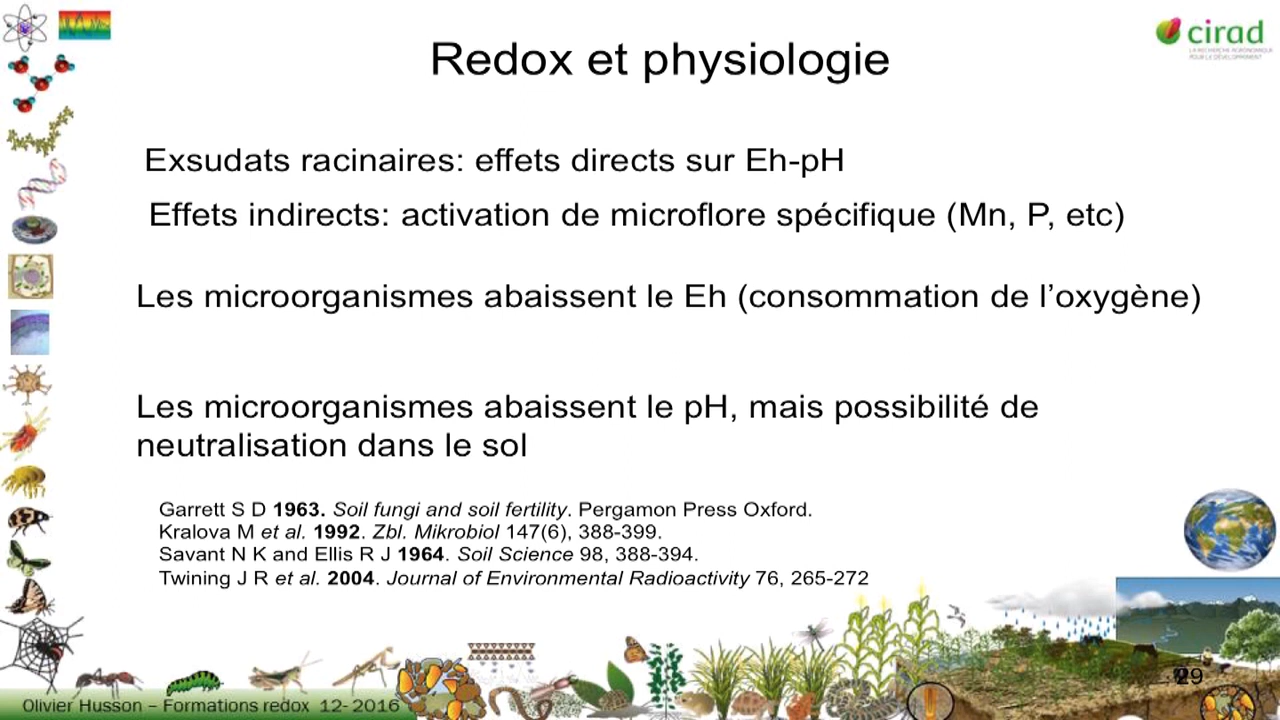 cirad
LA RECHERCHE AGRONOMIQUE
POUR LE DÉVELOPPEMENT
Redox et physiologie
Exsudats racinaires: effets directs sur Eh-pH
Effets indirects: activation de microflore spécifique (Mn, P, etc)
Les microorganismes abaissent le Eh (consommation de l’oxygène)
Les microorganismes abaissent le pH, mais possibilité de
neutralisation dans le sol
Garrett S D 1963. Soil fungi and soil fertility. Pergamon Press Oxford.
Kralova M et al. 1992. Zbl. Mikrobiol 147(6), 388-399.
Savant N K and Ellis R J 1964. Soil Science 98, 388-394.
Twining J R et al. 2004. Journal of Environmental Radioactivity 76, 265-272
Olivier Husson – Formations redox 12- 2016